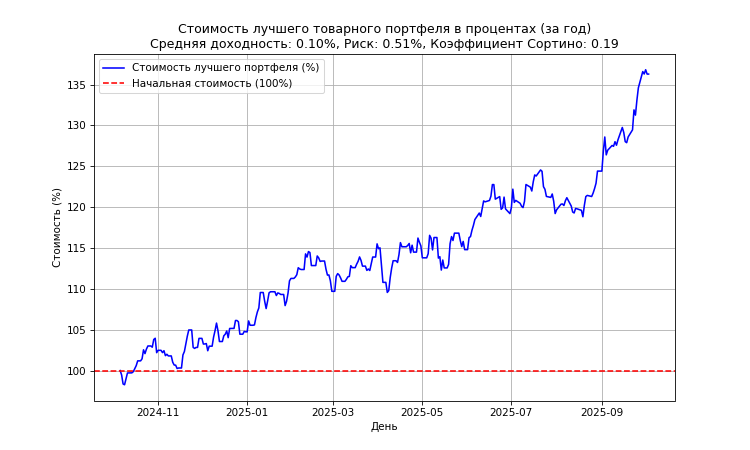 Стоимость лучшего товарного портфеля в процентах (за год)
Средняя доходность: 0.10%, Риск: 0.51%, Коэффициент Сортино: 0.19
Стоимость лучшего портфеля (%)
Начальная стоимость (100%)
Стоимость (%)
135
130
125
120
115
110
105
100
2024-11 2025-01 2025-03 2025-05 2025-07 2025-09
День